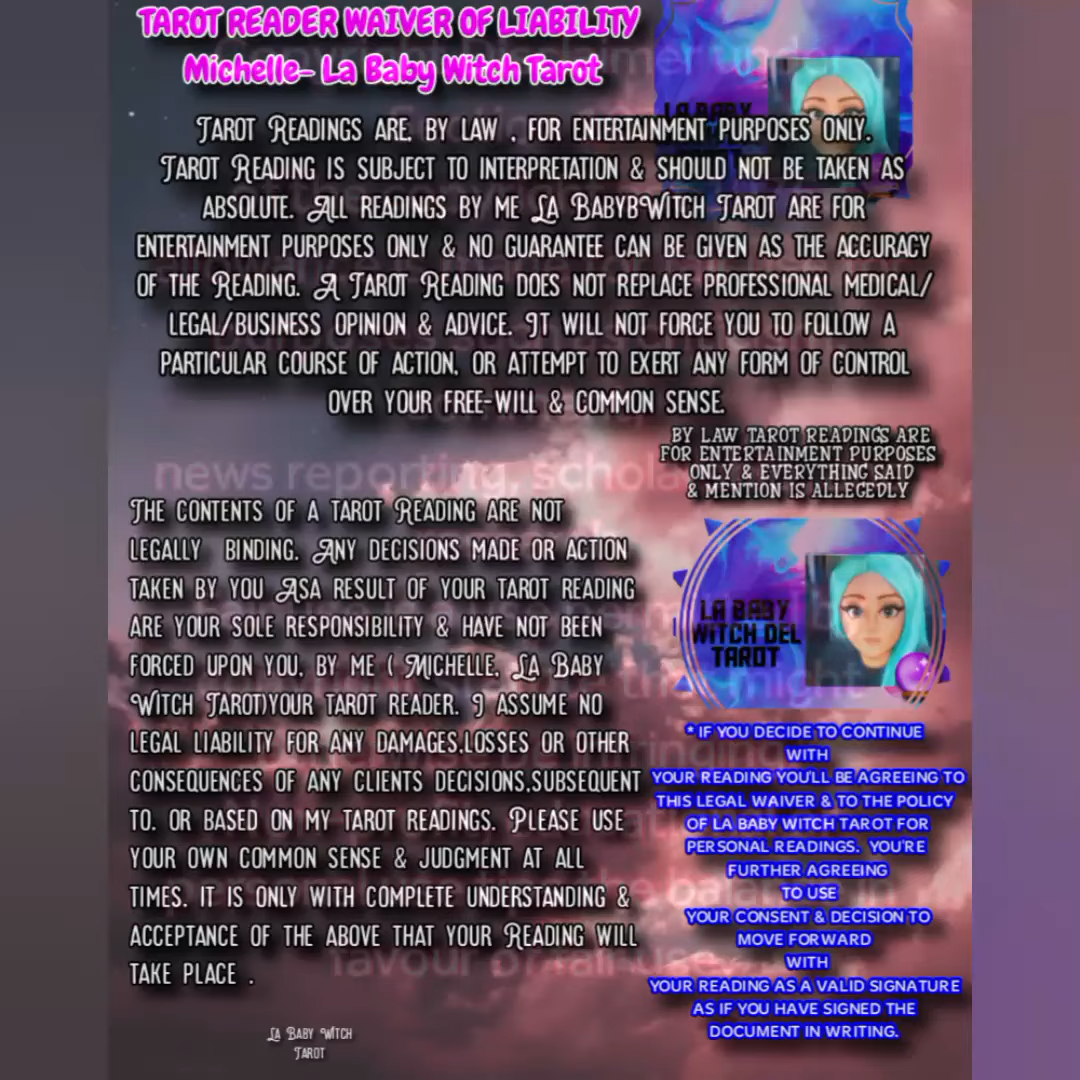 TAROT READER WAIVER OF LIABILITY
Michelle- La Baby Witch Tarot
LA BABY
TAROT READINGS ARE, BY LAW , FOR ENTERTAINMENT PURPOSES ONLY.
TAROT READING IS SUBJECT TO INTERPRETATION & SHOULD NOT BE TAKEN AS
ABSOLUTE. ALL READINGS BY ME LA BABYBWITCH TAROT ARE FOR
ENTERTAINMENT PURPOSES ONLY & NO GUARANTEE CAN BE GIVEN AS THE ACCURACY
OF THE READING. A TAROT READING DOES NOT REPLACE PROFESSIONAL MEDICAL/
LEGAL/BUSINESS OPINION & ADVICE. IT WILL NOT FORCE YOU TO FOLLOW A
PARTICULAR COURSE OF ACTION, OR ATTEMPT TO EXERT ANY FORM OF CONTROL
OVER YOUR FREE-WILL & COMMON SENSE.
BY LAW TAROT READINGS ARE
FOR ENTERTAINMENT PURPOSES
ONLY & EVERYTHING SAID
& MENTION IS ALLEGEDLY
news reporting, schola
THE CONTENTS OF A TAROT READING ARE NOT
LEGALLY BINDING. ANY DECISIONS MADE OR ACTION
TAKEN BY YOU ASA RESULT OF YOUR TAROT READING
ARE YOUR SOLE RESPONSIBILITY & HAVE NOT BEEN
FORCED UPON YOU, BY ME ( MICHELLE, LA BABY
WITCH TAROT)YOUR TAROT READER. I ASSUME NO
LEGAL LIABILITY FOR ANY DAMAGES,LOSSES OR OTHER
CONSEQUENCES OF ANY CLIENTS DECISIONS,SUBSEQUENT
TO, OR BASED ON MY TAROT READINGS. PLEASE USE
YOUR OWN COMMON SENSE & JUDGMENT AT ALL
TIMES. IT IS ONLY WITH COMPLETE UNDERSTANDING &
ACCEPTANCE OF THE ABOVE THAT YOUR READING WILL
TAKE PLACE .
LA BABY
WITCH DEL
TAROT
* IF YOU DECIDE TO CONTINUE
WITH
YOUR READING YOU'LL BE AGREEING TO
THIS LEGAL WAIVER & TO THE POLICY
OF LA BABY WITCH TAROT FOR
PERSONAL READINGS. YOU'RE
FURTHER AGREEING
TO USE
YOUR CONSENT & DECISION TO
MOVE FORWARD
WITH
YOUR READING AS A VALID SIGNATURE
AS IF YOU HAVE SIGNED THE
DOCUMENT IN WRITING.
LA BABY WITCH
TAROT